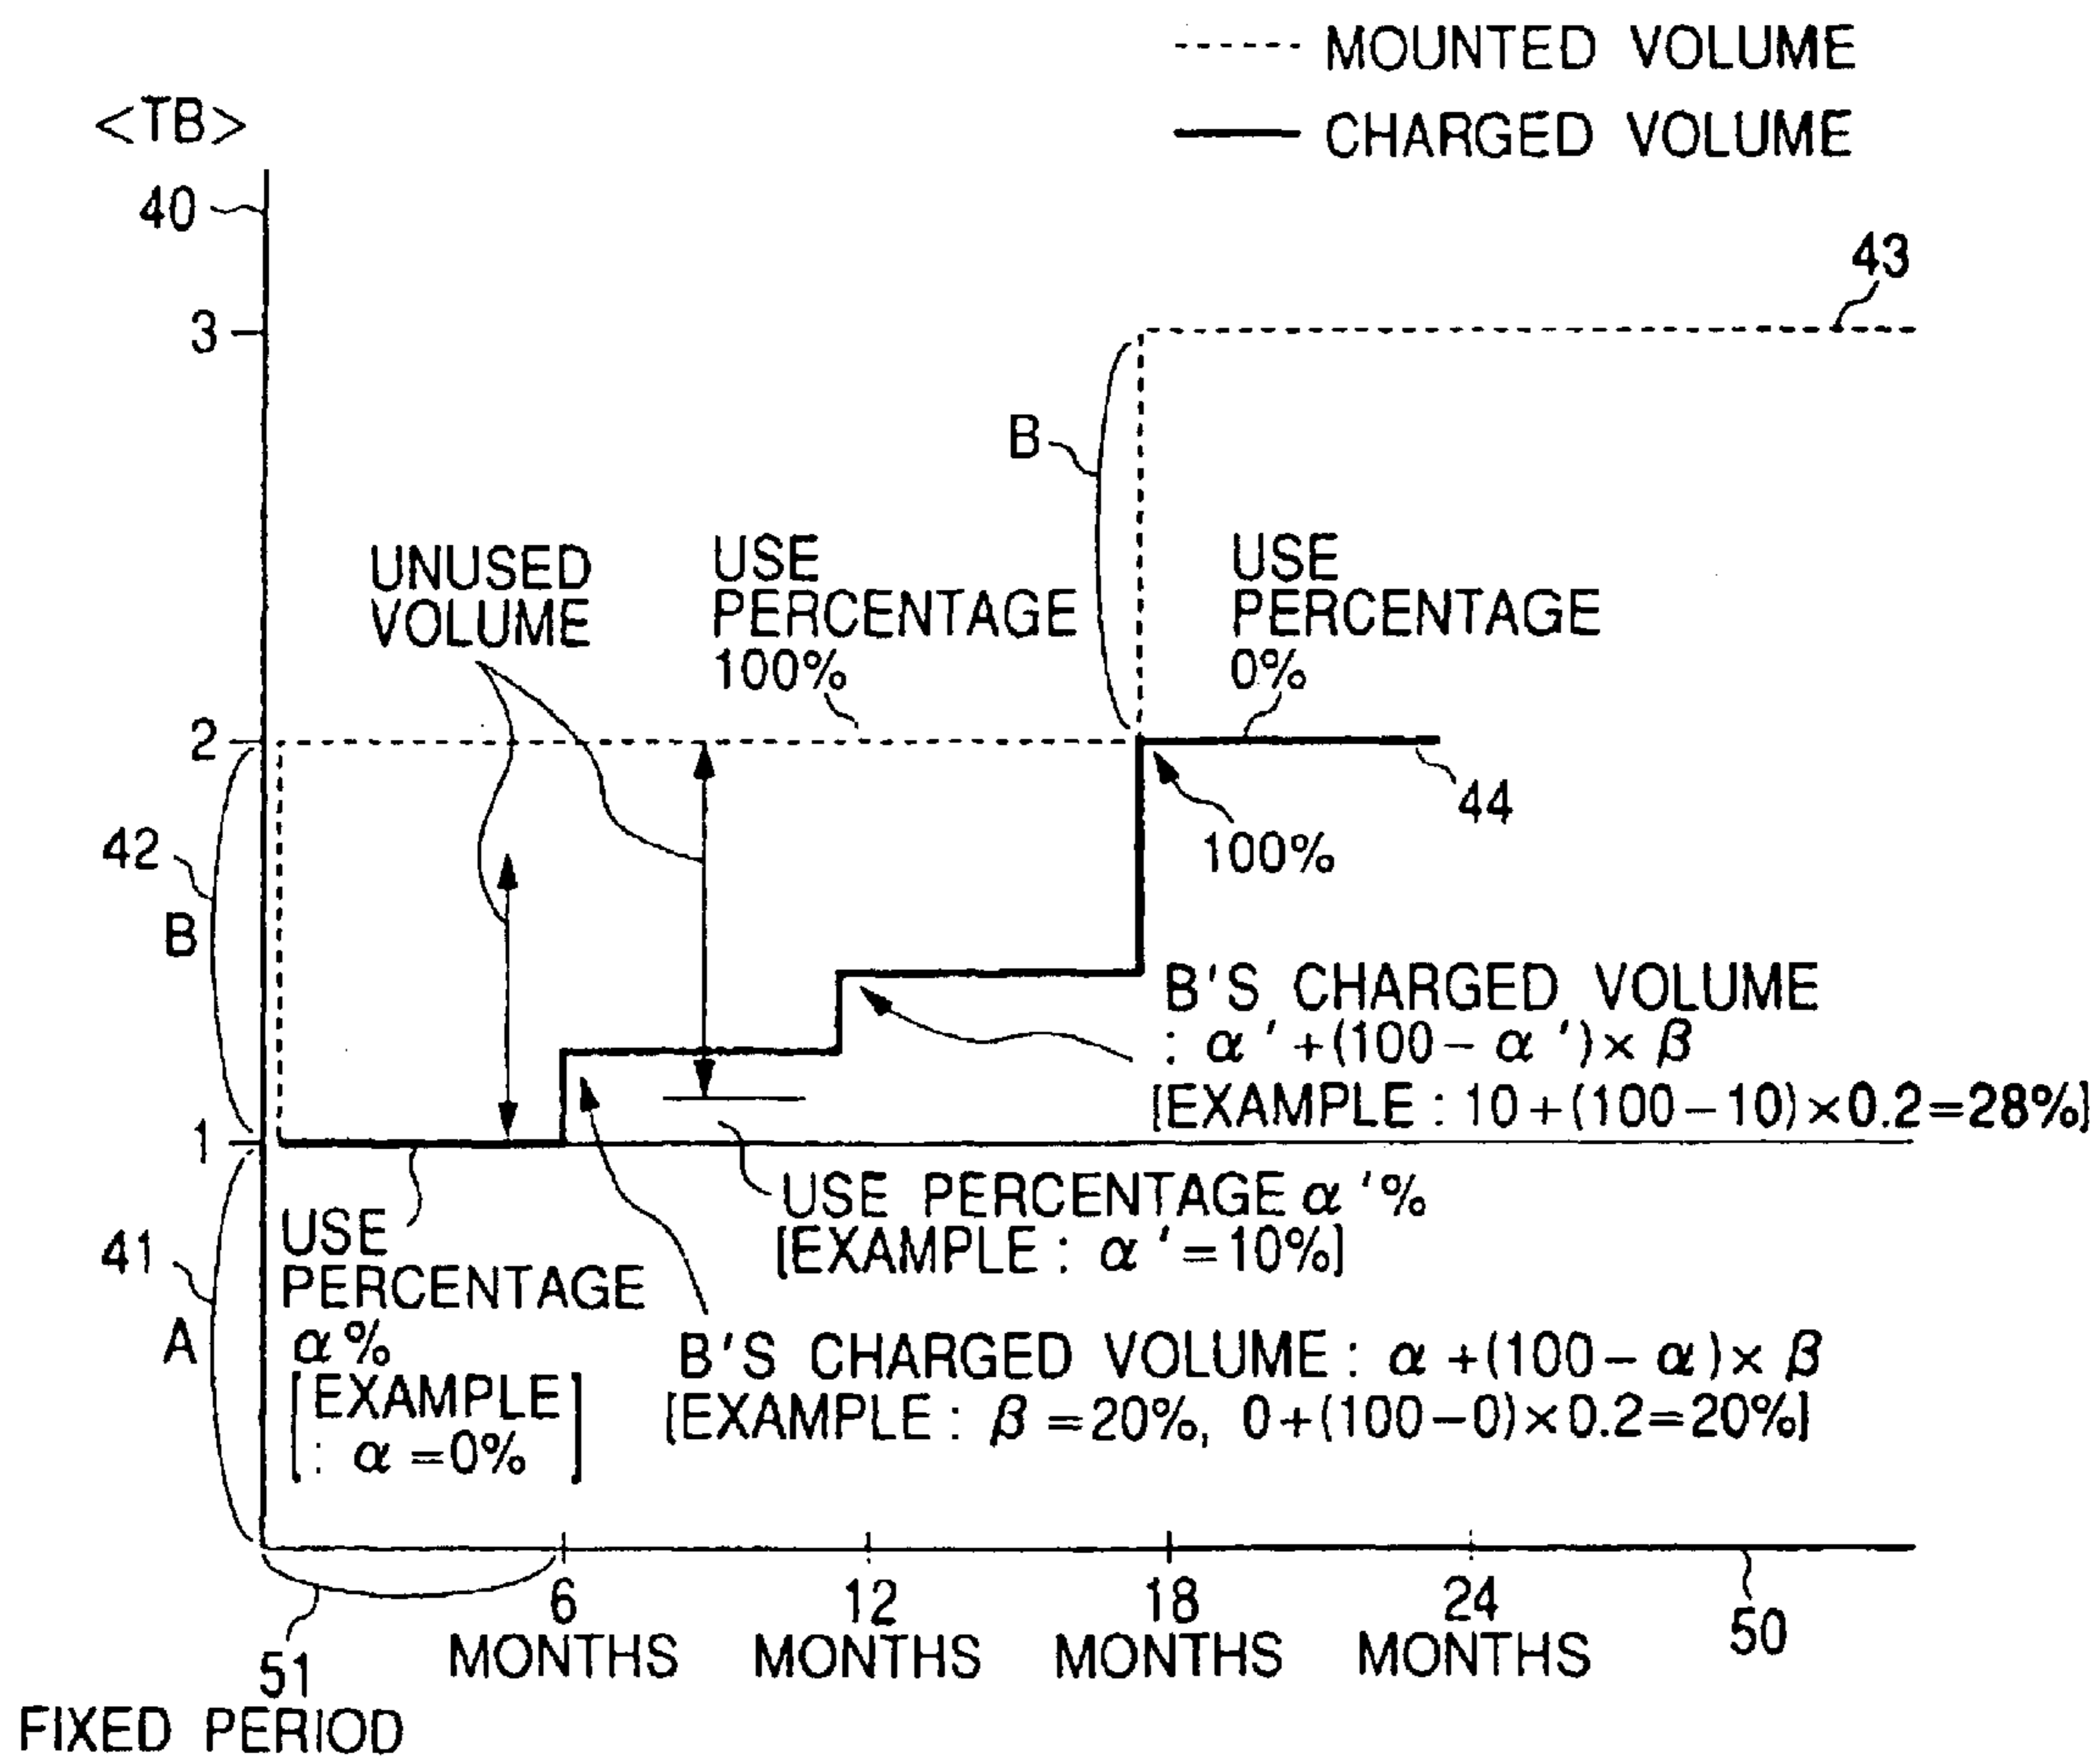 MOUNTED VOLUME
CHARGED VOLUME
<TB>
40
43
3
B
UNUSED
VOLUME
USE
PERCENTAGE
100%
USE
PERCENTAGE
0%
2
44
100%
42
B
B'S CHARGED VOLUME
: α'+(100-α')×β
[EXAMPLE : 10+(100-10)×0.2=28%]
1
USE PERCENTAGE α'%
[EXAMPLE : α'=10%]
41
A
USE
PERCENTAGE
α%
[EXAMPLE
: α=0%]
B'S CHARGED VOLUME : α+(100-α)×β
[EXAMPLE : β=20%, 0+(100-0)×0.2=20%]
6
MONTHS
12
MONTHS
18
MONTHS
24
MONTHS
50
51
FIXED PERIOD